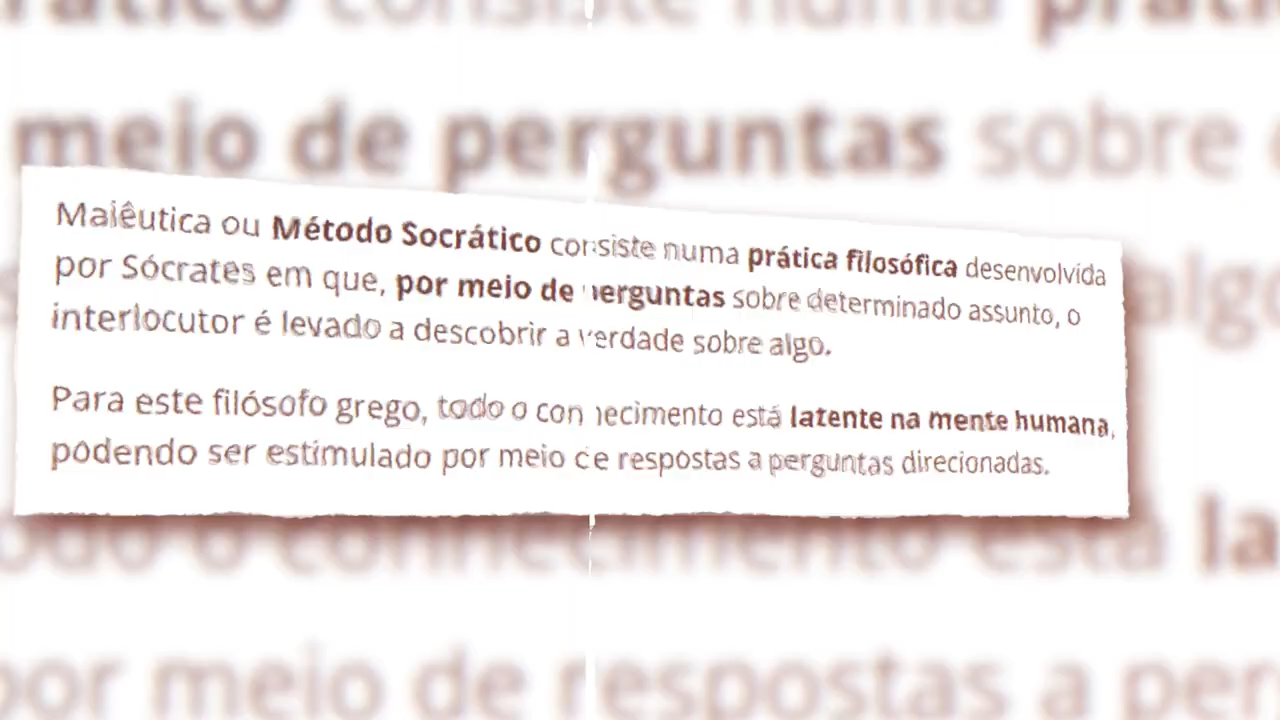 Maiêutica ou Método Socrático consiste numa prática filosófica desenvolvida
por Sócrates em que, por meio de perguntas sobre determinado assunto, o
interlocutor é levado a descobrir a verdade sobre algo.
Para este filósofo grego, todo o conhecimento está latente na mente humana,
podendo ser estimulado por meio de respostas a perguntas direcionadas.